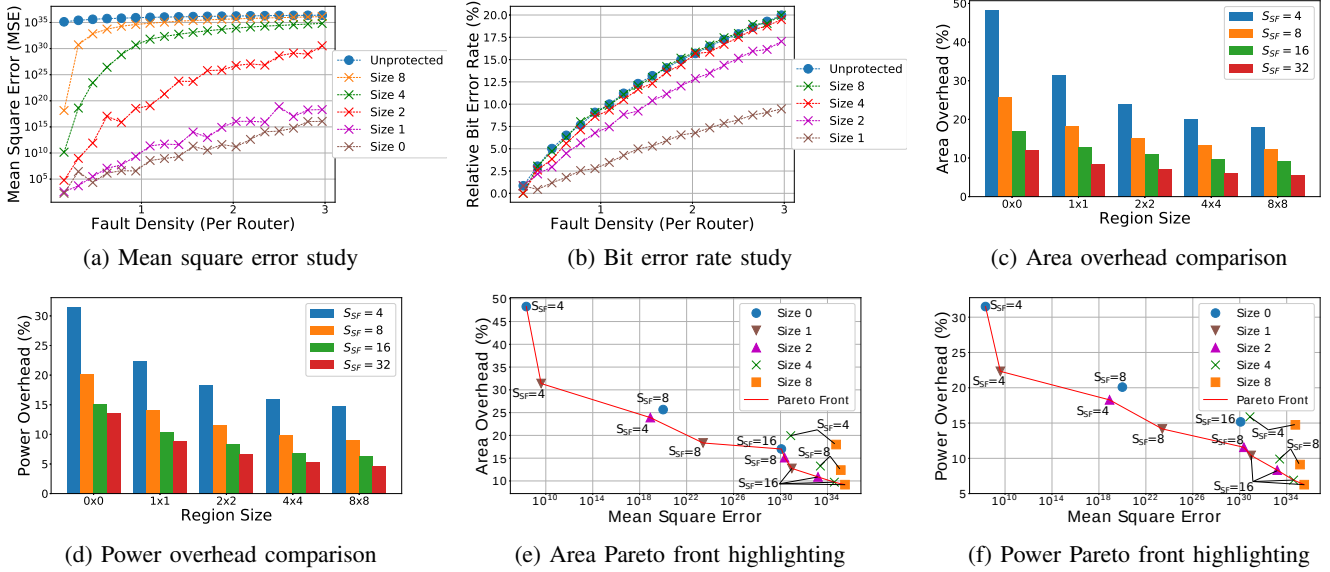 Mean Square Error (MSE)
10^35
10^30
10^25
10^20
10^15
10^10
10^5
1
2
3
Fault Density (Per Router)
Unprotected
Size 8
Size 4
Size 2
Size 1
Size 0
(a) Mean square error study
Relative Bit Error Rate (%)
20.0
17.5
15.0
12.5
10.0
7.5
5.0
2.5
0.0
1
2
3
Fault Density (Per Router)
Unprotected
Size 8
Size 4
Size 2
Size 1
(b) Bit error rate study
Area Overhead (%)
50
40
30
20
10
0
0x0
1x1
2x2
4x4
8x8
Region Size
S_SF = 4
S_SF = 8
S_SF = 16
S_SF = 32
(c) Area overhead comparison
Power Overhead (%)
30
25
20
15
10
5
0
0x0
1x1
2x2
4x4
8x8
Region Size
S_SF = 4
S_SF = 8
S_SF = 16
S_SF = 32
(d) Power overhead comparison
Area Overhead (%)
50
45
40
35
30
25
20
15
10
10^10
10^14
10^18
10^22
10^26
10^30
10^34
Mean Square Error
S_SF=4
S_SF=4
S_SF=8
S_SF=4
S_SF=8
S_SF=16
S_SF=4
S_SF=8
S_SF=8
S_SF=16
Size 0
Size 1
Size 2
Size 4
Size 8
Pareto Front
(e) Area Pareto front highlighting
Power Overhead (%)
35
30
25
20
15
10
5
10^10
10^14
10^18
10^22
10^26
10^30
10^34
Mean Square Error
S_SF=4
S_SF=4
S_SF=8
S_SF=4
S_SF=8
S_SF=16
S_SF=4
S_SF=8
S_SF=8
S_SF=16
Size 0
Size 1
Size 2
Size 4
Size 8
Pareto Front
(f) Power Pareto front highlighting